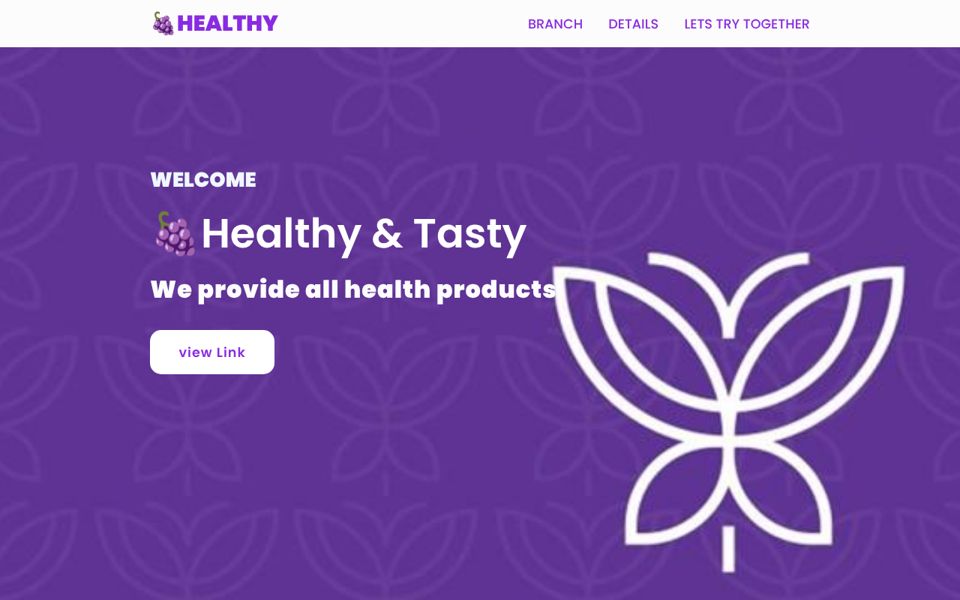 🍇HEALTHY
BRANCH DETAILS LETS TRY TOGETHER
WELCOME
🍇Healthy & Tasty
We provide all health products
view Link